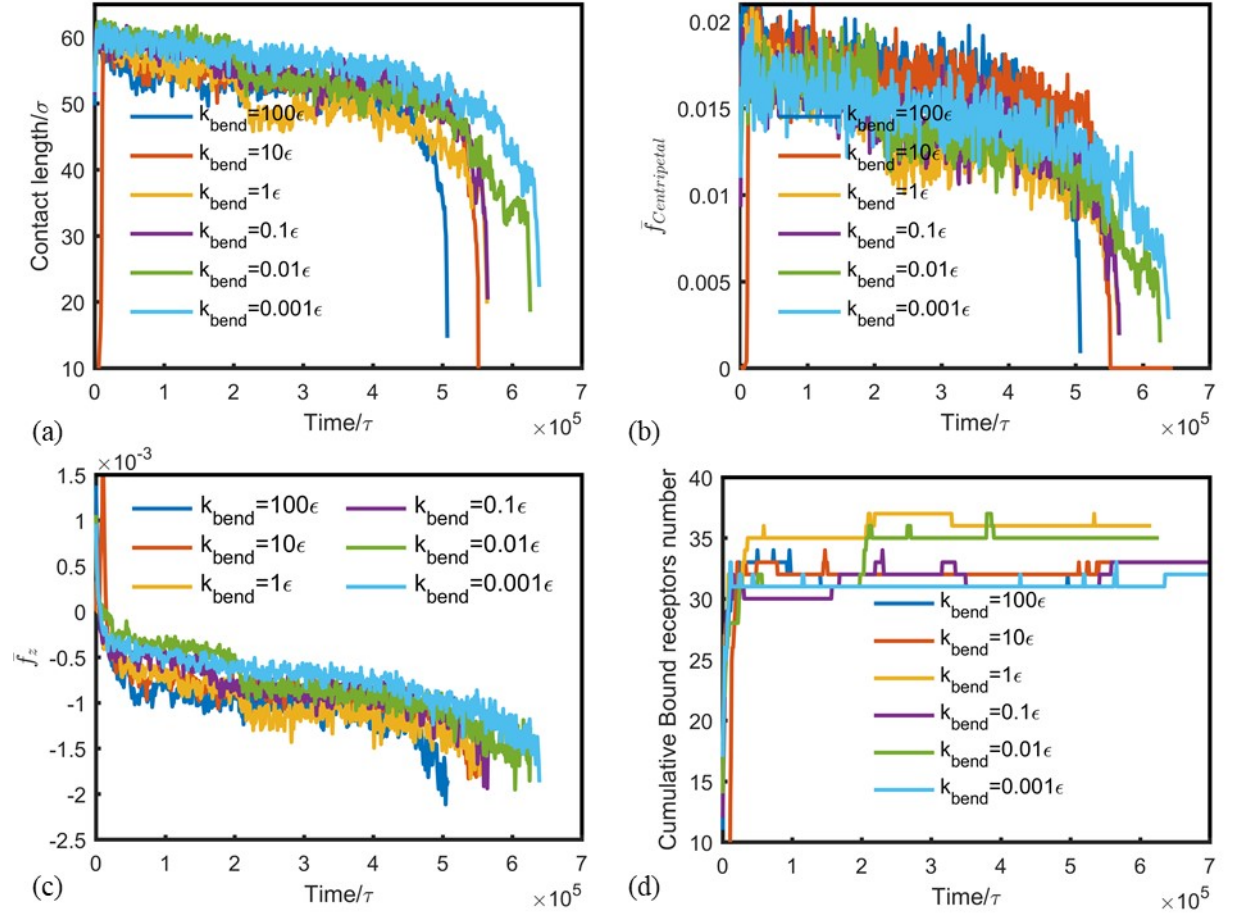 60
50
40
30
20
10
Contact length/σ
k_bend=100ϵ
k_bend=10ϵ
k_bend=1ϵ
k_bend=0.1ϵ
k_bend=0.01ϵ
k_bend=0.001ϵ
0 1 2 3 4 5 6 7
Time/τ
×10^5
(a)
0.02
0.015
0.01
0.005
0
f̄_Centripetal
k_bend=100ϵ
k_bend=10ϵ
k_bend=1ϵ
k_bend=0.1ϵ
k_bend=0.01ϵ
k_bend=0.001ϵ
0 1 2 3 4 5 6 7
Time/τ
×10^5
(b)
×10^-3
1.5
1
0.5
0
-0.5
-1
-1.5
-2
-2.5
f̄_z
k_bend=100ϵ
k_bend=10ϵ
k_bend=1ϵ
k_bend=0.1ϵ
k_bend=0.01ϵ
k_bend=0.001ϵ
0 1 2 3 4 5 6 7
Time/τ
×10^5
(c)
40
35
30
25
20
15
10
Cumulative Bound receptors number
k_bend=100ϵ
k_bend=10ϵ
k_bend=1ϵ
k_bend=0.1ϵ
k_bend=0.01ϵ
k_bend=0.001ϵ
0 1 2 3 4 5 6 7
Time/τ
×10^5
(d)